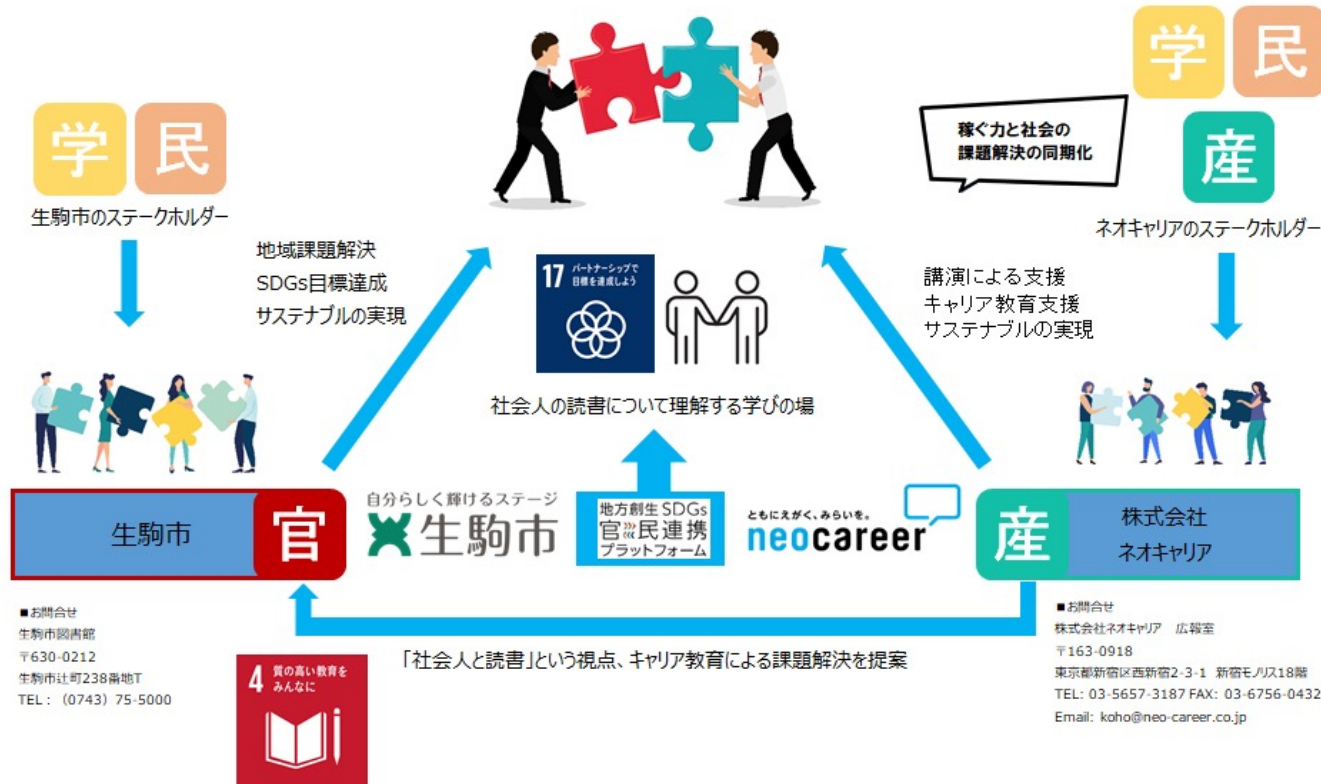 学 民
生駒市のステークホルダー
地域課題解決
SDGs目標達成
サステナブルの実現
学 民
産
稼ぐ力と社会の
課題解決の同期化
ネオキャリアのステークホルダー
講演による支援
キャリア教育支援
サステナブルの実現
17 パートナーシップで
目標を達成しよう
社会人の読書について理解する学びの場
生駒市 官
自分らしく輝けるステージ
生駒市
地方創生SDGs
官民連携
プラットフォーム
ともにえがく、みらいを。
neocareer
産 株式会社
ネオキャリア
■お問合せ
生駒市図書館
〒630-0212
生駒市辻町238番地T
TEL：（0743）75-5000
4 質の高い教育を
みんなに
「社会人と読書」という視点、キャリア教育による課題解決を提案
■お問合せ
株式会社ネオキャリア　広報室
〒163-0918
東京都新宿区西新宿2-3-1 新宿モノリス18階
TEL: 03-5657-3187 FAX: 03-6756-0432
Email: koho@neo-career.co.jp